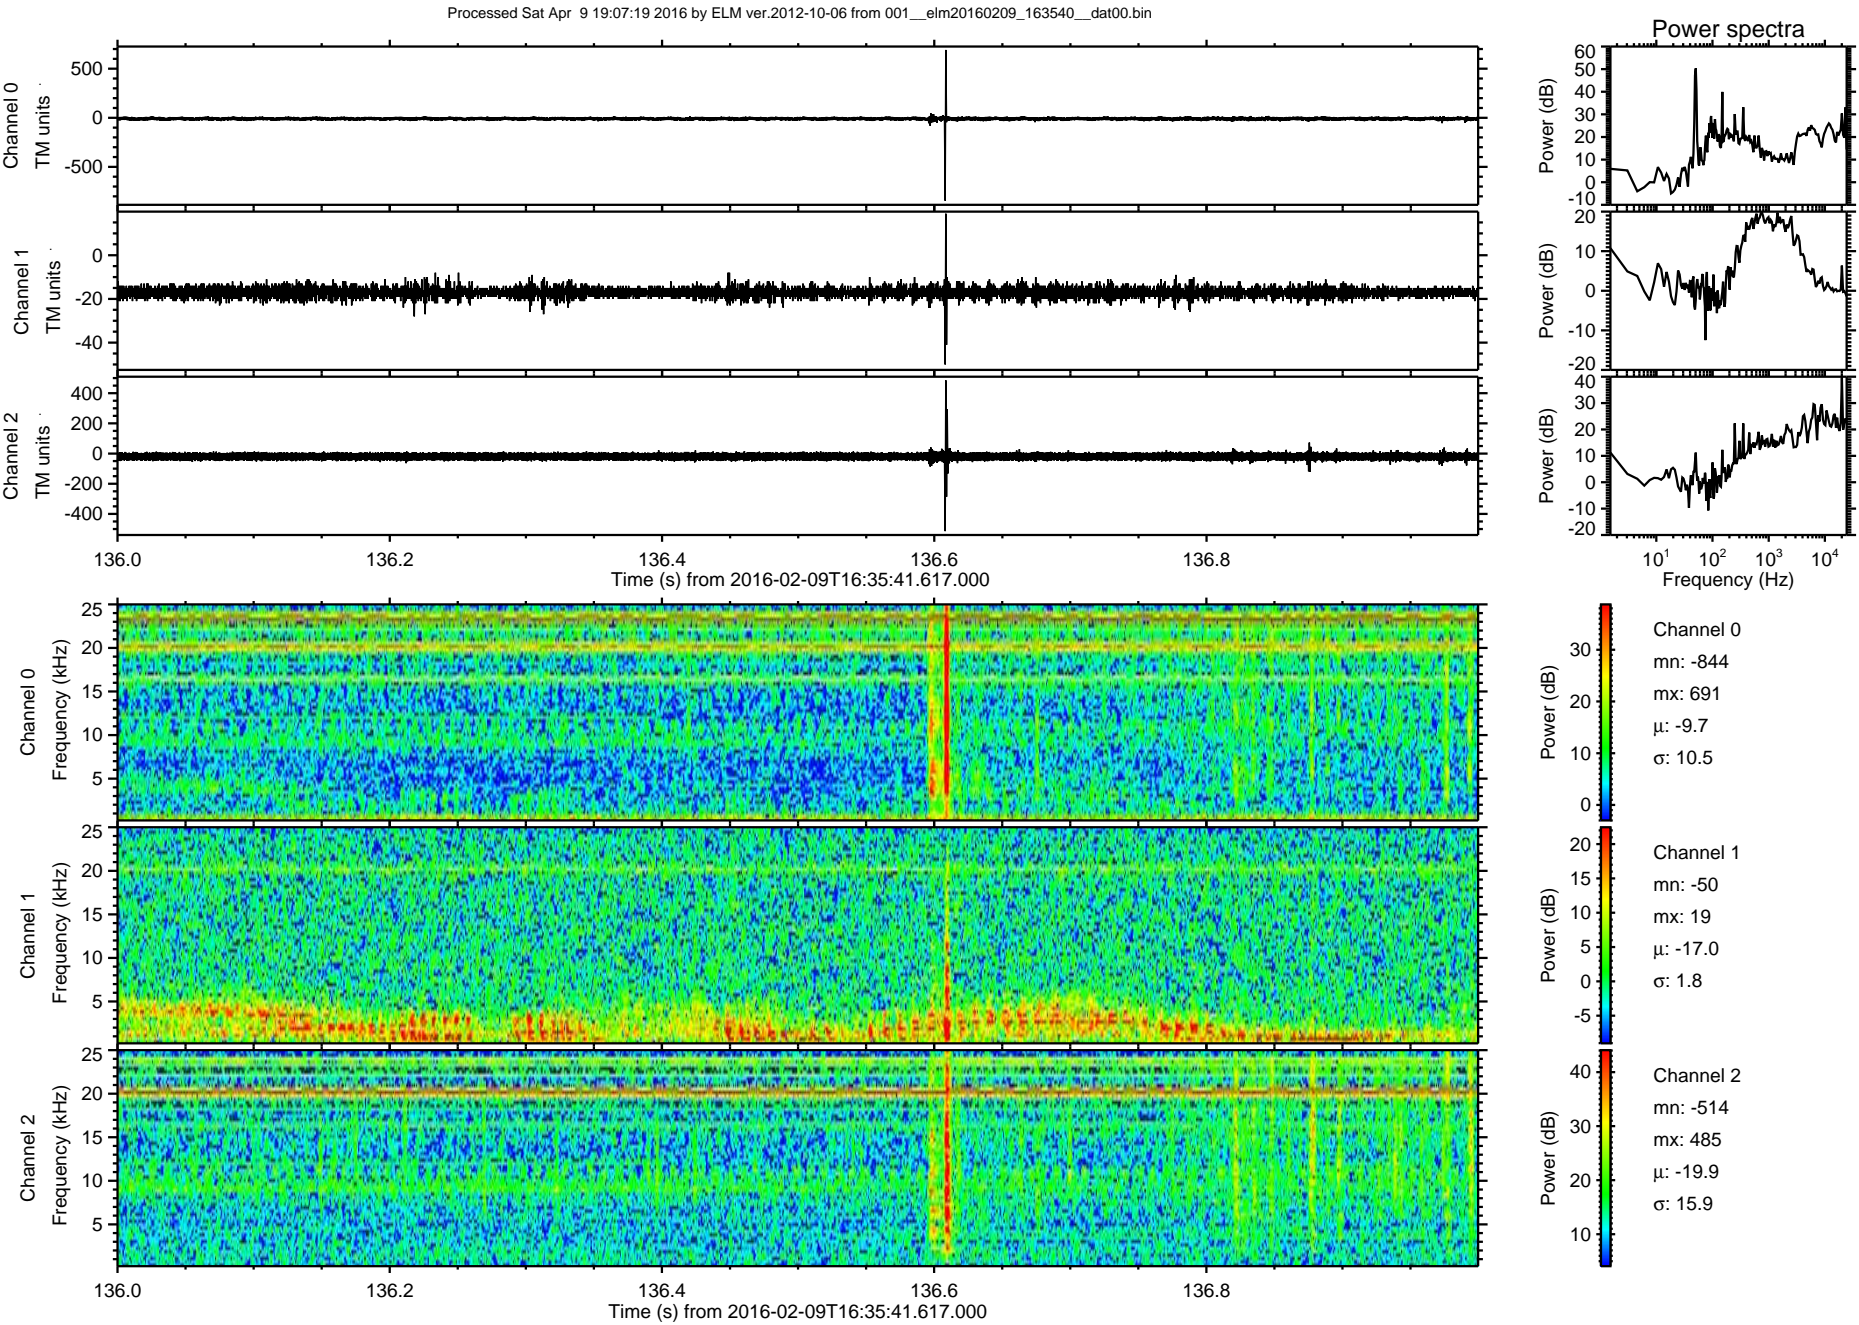 Processed Sat Apr 9 19:07:19 2016 by ELM ver.2012-10-06 from 001__elm20160209_163540__dat00.bin
Power spectra
Channel 0
TM units
500
0
-500
Power (dB)
60
50
40
30
20
10
0
-10
Channel 1
TM units
0
-20
-40
Power (dB)
20
10
0
-10
-20
Channel 2
TM units
400
200
0
-200
-400
Power (dB)
40
30
20
10
0
-10
-20
136.0 136.2 136.4 136.6 136.8
Time (s) from 2016-02-09T16:35:41.617.000
10^1 10^2 10^3 10^4
Frequency (Hz)
Channel 0
Frequency (kHz)
25
20
15
10
5
Power (dB)
30
20
10
0
Channel 0
mn: -844
mx: 691
µ: -9.7
σ: 10.5
Channel 1
Frequency (kHz)
25
20
15
10
5
Power (dB)
20
15
10
5
0
-5
Channel 1
mn: -50
mx: 19
µ: -17.0
σ: 1.8
Channel 2
Frequency (kHz)
25
20
15
10
5
Power (dB)
40
30
20
10
Channel 2
mn: -514
mx: 485
µ: -19.9
σ: 15.9
136.0 136.2 136.4 136.6 136.8
Time (s) from 2016-02-09T16:35:41.617.000